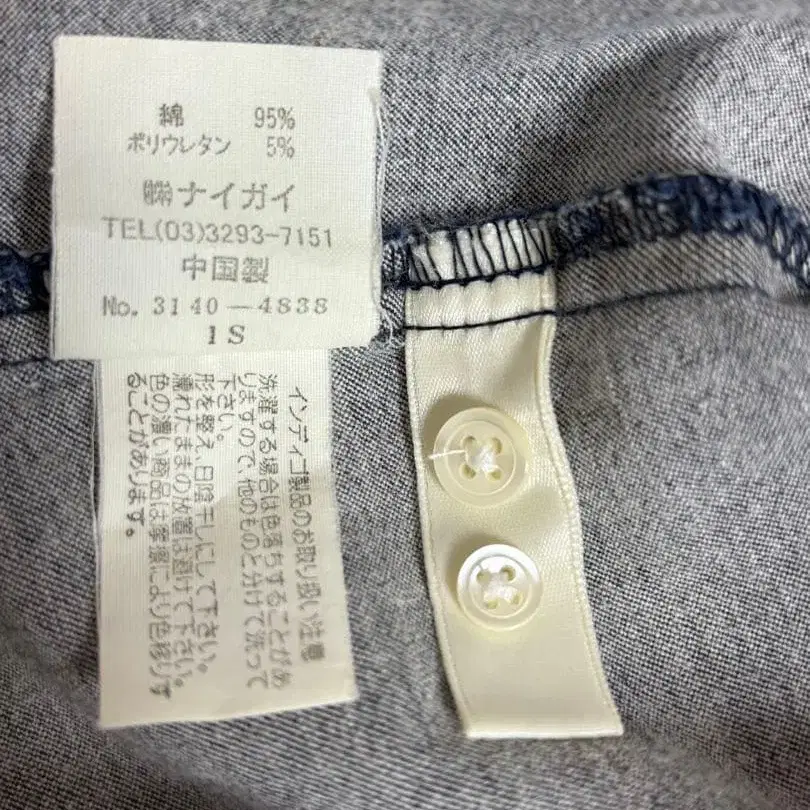 綿 95%
ポリウレタン 5%
㈱ナイガイ
TEL(03)3293-7151
中国製
No. 3140-4838
1S
インディゴ製品のお取り扱い注意
洗濯する場合は色落ちすることがあ
りますので、他のものと分けて洗って
下さい。
形を整え、日陰干しにして下さい。
濡れたままの放置は避けて下さい。
色の濃い商品は摩擦により色移りす
ることがあります。